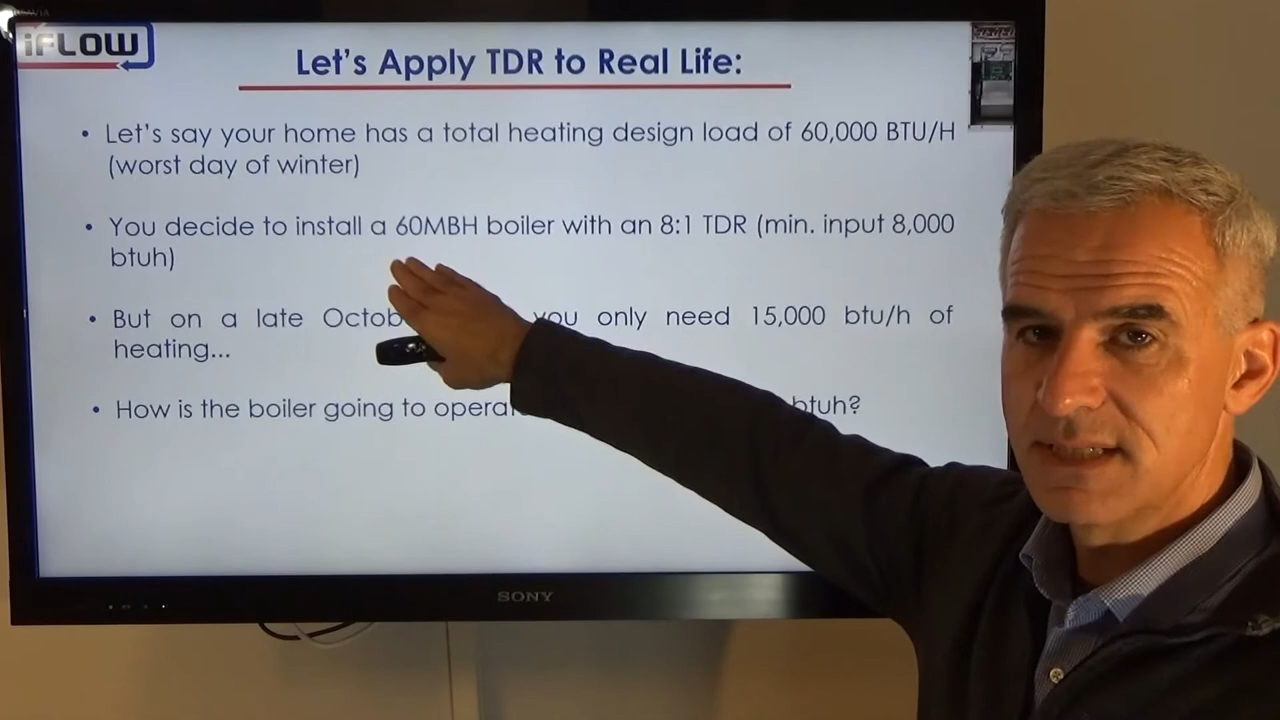 iFLOW
Let's Apply TDR to Real Life:
• Let's say your home has a total heating design load of 60,000 BTU/H
(worst day of winter)
• You decide to install a 60MBH boiler with an 8:1 TDR (min. input 8,000
btuh)
• But on a late you only need 15,000 btu/h of
heating...
• How is the boiler going to btuh?
SONY